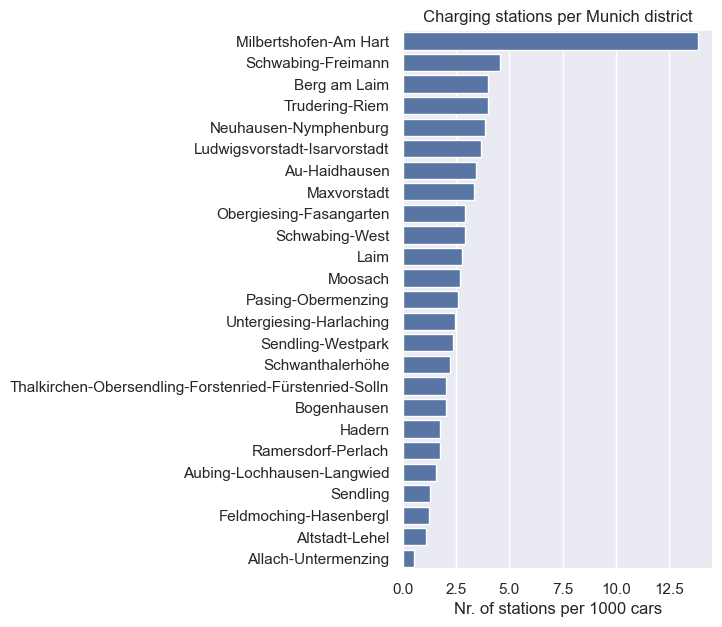 Charging stations per Munich district
Milbertshofen-Am Hart
Schwabing-Freimann
Berg am Laim
Trudering-Riem
Neuhausen-Nymphenburg
Ludwigsvorstadt-Isarvorstadt
Au-Haidhausen
Maxvorstadt
Obergiesing-Fasangarten
Schwabing-West
Laim
Moosach
Pasing-Obermenzing
Untergiesing-Harlaching
Sendling-Westpark
Schwanthalerhöhe
Thalkirchen-Obersendling-Forstenried-Fürstenried-Solln
Bogenhausen
Hadern
Ramersdorf-Perlach
Aubing-Lochhausen-Langwied
Sendling
Feldmoching-Hasenbergl
Altstadt-Lehel
Allach-Untermenzing
0.0 2.5 5.0 7.5 10.0 12.5
Nr. of stations per 1000 cars